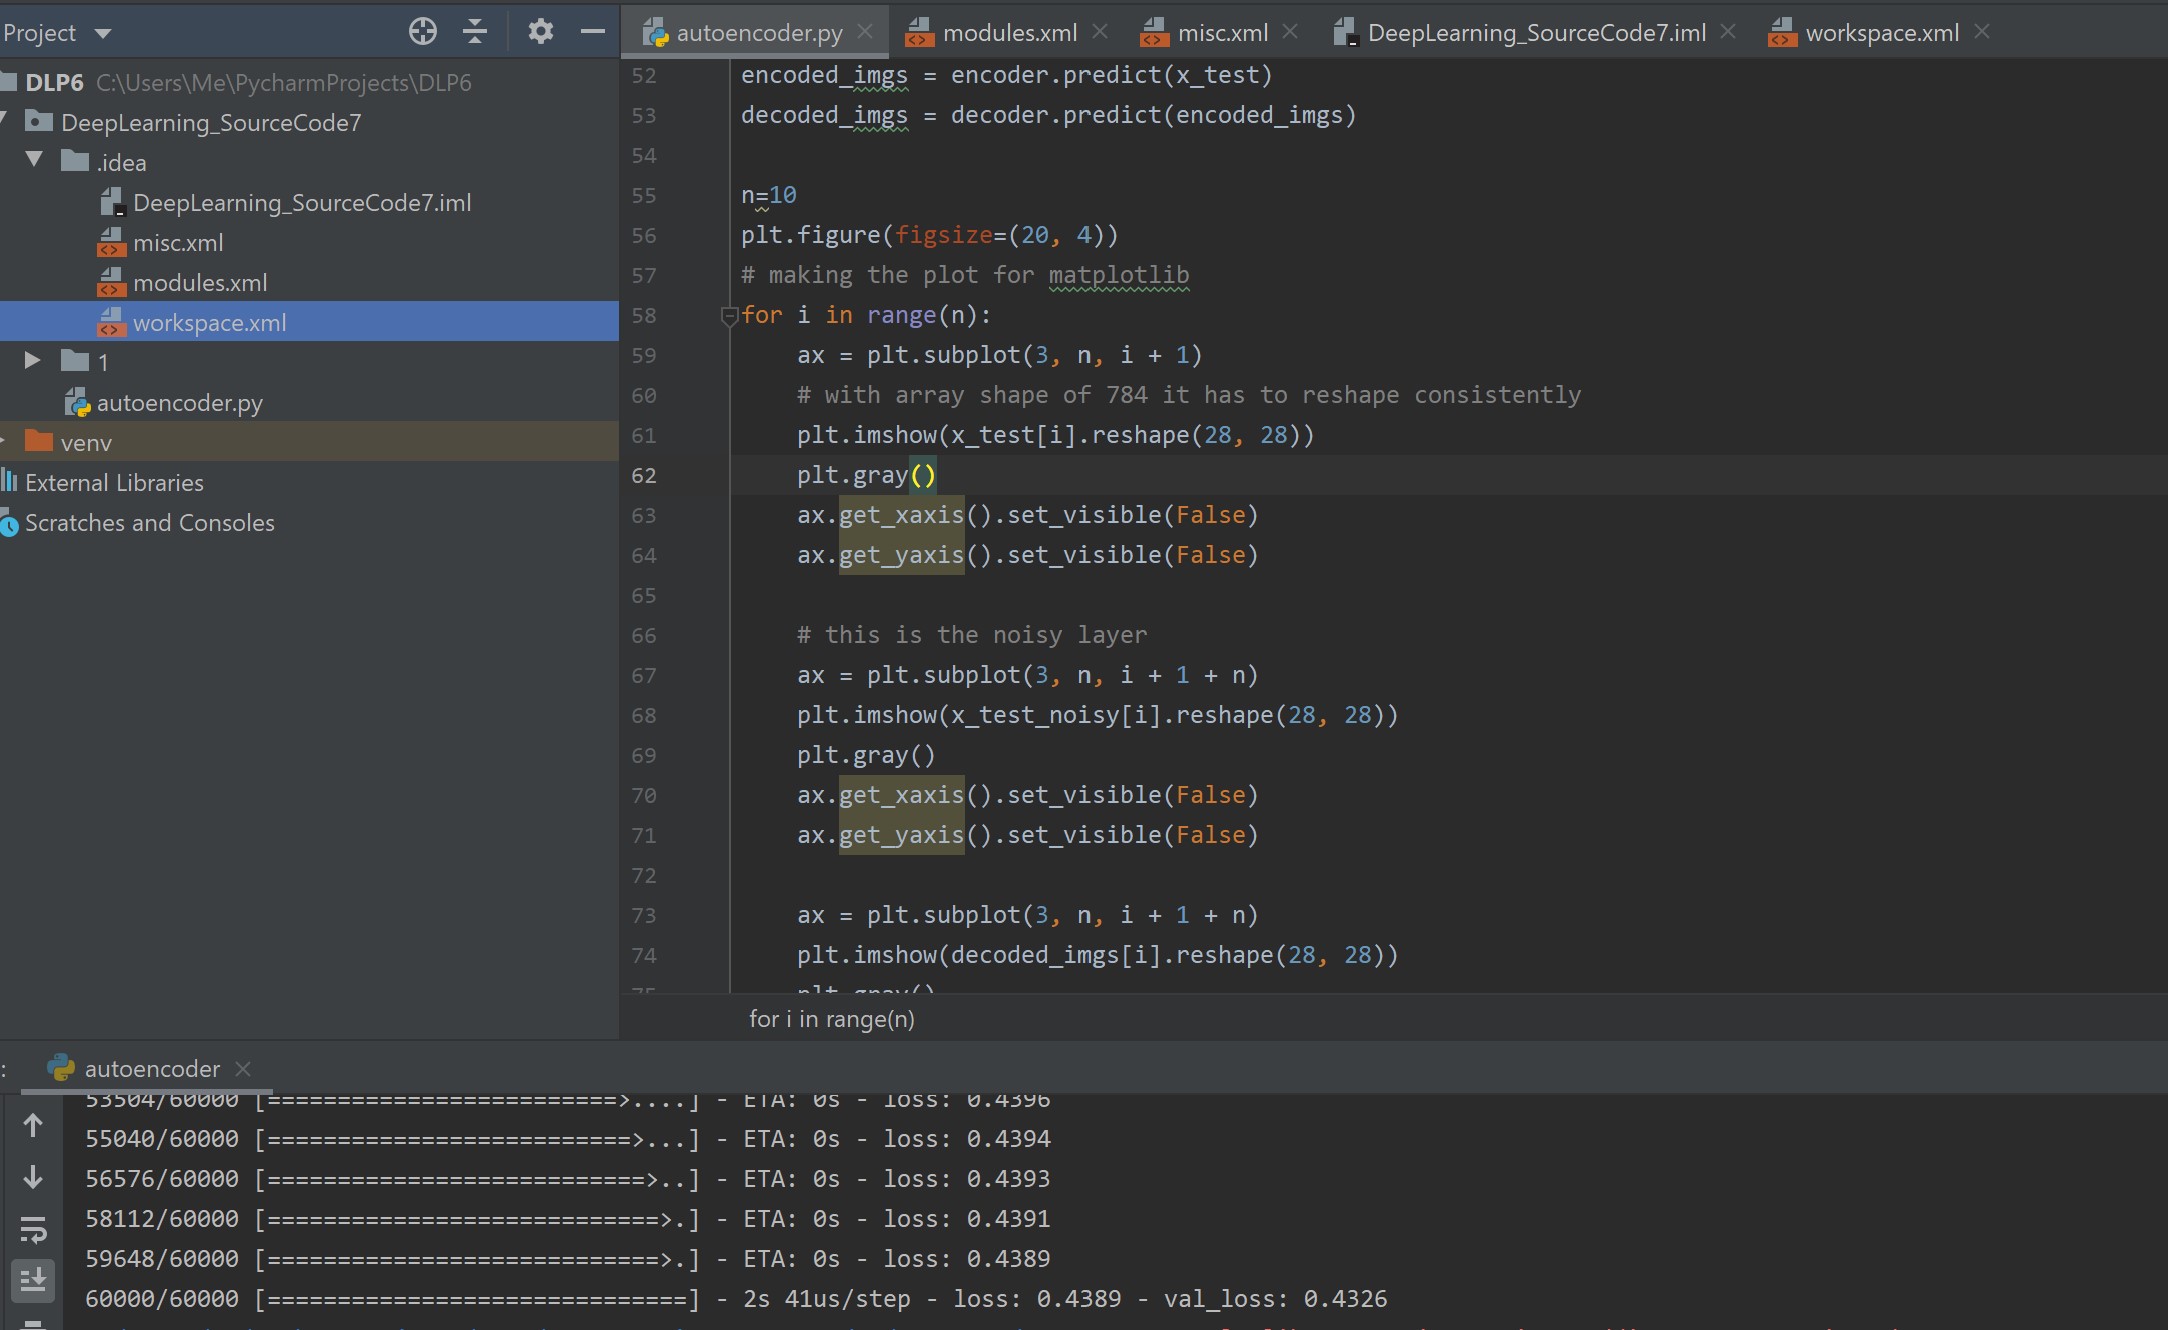 Project
DLP6 C:\Users\Me\PycharmProjects\DLP6
DeepLearning_SourceCode7
.idea
DeepLearning_SourceCode7.iml
misc.xml
modules.xml
workspace.xml
1
autoencoder.py
venv
External Libraries
Scratches and Consoles
autoencoder.py modules.xml misc.xml DeepLearning_SourceCode7.iml workspace.xml
52 encoded_imgs = encoder.predict(x_test)
53 decoded_imgs = decoder.predict(encoded_imgs)
54
55 n=10
56 plt.figure(figsize=(20, 4))
57 # making the plot for matplotlib
58 for i in range(n):
59 ax = plt.subplot(3, n, i + 1)
60 # with array shape of 784 it has to reshape consistently
61 plt.imshow(x_test[i].reshape(28, 28))
62 plt.gray()
63 ax.get_xaxis().set_visible(False)
64 ax.get_yaxis().set_visible(False)
65
66 # this is the noisy layer
67 ax = plt.subplot(3, n, i + 1 + n)
68 plt.imshow(x_test_noisy[i].reshape(28, 28))
69 plt.gray()
70 ax.get_xaxis().set_visible(False)
71 ax.get_yaxis().set_visible(False)
72
73 ax = plt.subplot(3, n, i + 1 + n)
74 plt.imshow(decoded_imgs[i].reshape(28, 28))
75 plt.gray()
for i in range(n)
: autoencoder
53504/60000 [==========================>....] - ETA: 0s - loss: 0.4396
55040/60000 [==========================>...] - ETA: 0s - loss: 0.4394
56576/60000 [===========================>..] - ETA: 0s - loss: 0.4393
58112/60000 [============================>.] - ETA: 0s - loss: 0.4391
59648/60000 [============================>.] - ETA: 0s - loss: 0.4389
60000/60000 [==============================] - 2s 41us/step - loss: 0.4389 - val_loss: 0.4326